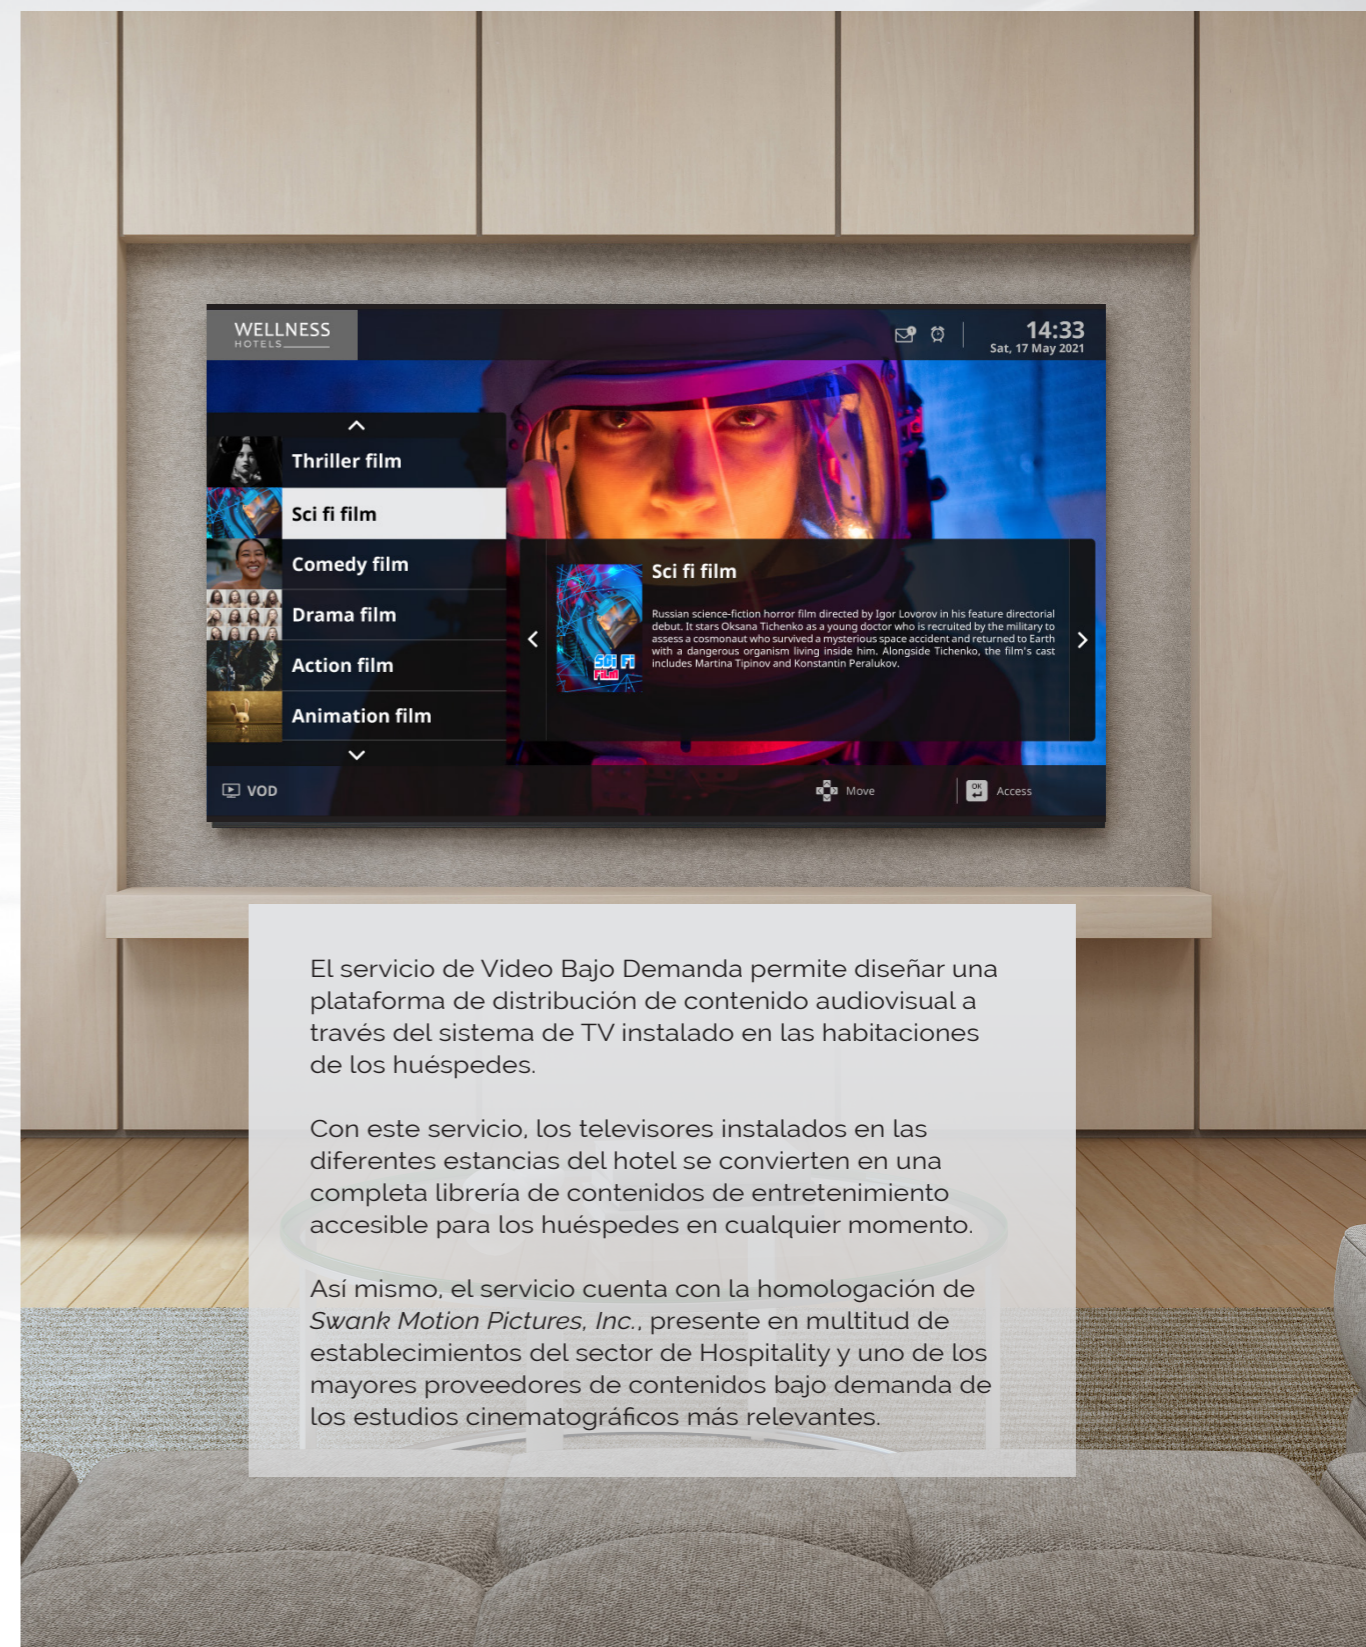 WELLNESS
HOTELS
14:33
Sat, 17 May 2021
Thriller film
Sci fi film
Comedy film
Drama film
Action film
Animation film
Sci fi film
Russian science-fiction horror film directed by Igor Lovorov in his feature directorial
debut. It stars Oksana Tichenko as a young doctor who is recruited by the military to
assess a cosmonaut who survived a mysterious space accident and returned to Earth
with a dangerous organism living inside him. Alongside Tichenko, the film's cast
includes Martina Tipinov and Konstantin Peralukov.
SCi Fi
FiLm
VOD
Move
OK
Access
El servicio de Video Bajo Demanda permite diseñar una
plataforma de distribución de contenido audiovisual a
través del sistema de TV instalado en las habitaciones
de los huéspedes.
Con este servicio, los televisores instalados en las
diferentes estancias del hotel se convierten en una
completa librería de contenidos de entretenimiento
accesible para los huéspedes en cualquier momento.
Así mismo, el servicio cuenta con la homologación de
Swank Motion Pictures, Inc., presente en multitud de
establecimientos del sector de Hospitality y uno de los
mayores proveedores de contenidos bajo demanda de
los estudios cinematográficos más relevantes.